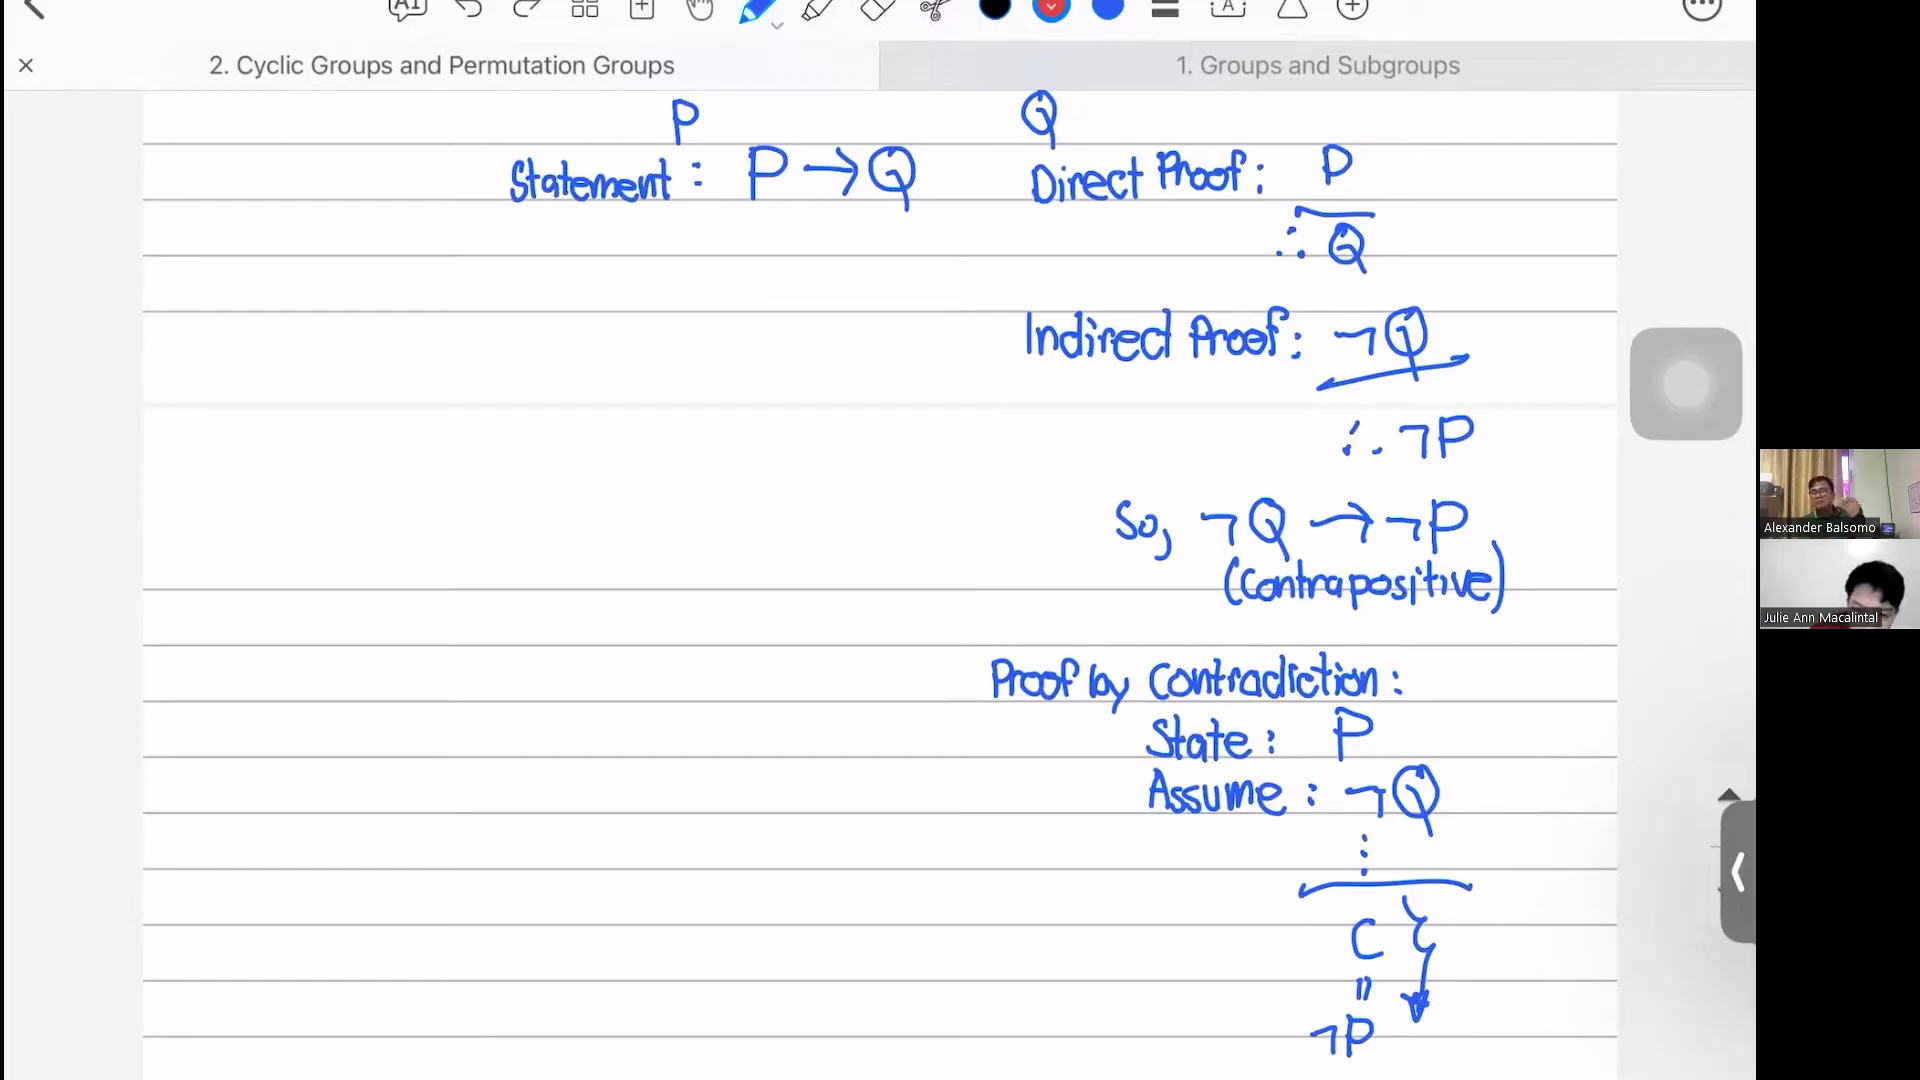 2. Cyclic Groups and Permutation Groups
1. Groups and Subgroups
P Q
Statement : P → Q
Direct Proof : P
∴ Q
Indirect Proof : ¬Q
∴ ¬P
So, ¬Q → ¬P
(contrapositive)
Proof by Contradiction :
State : P
Assume : ¬Q
⋮
C
=
¬P
Alexander Balsomo
Julie Ann Macalintal